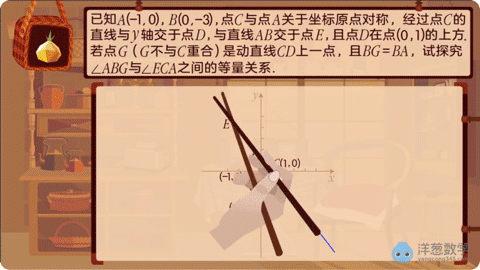 已知A(-1,0), B(0,-3), 点C与点A关于坐标原点对称, 经过点C的
直线与y轴交于点D, 与直线AB交于点E, 且点D在点(0,1)的上方.
若点G(G不与C重合)是动直线CD上一点, 且BG=BA, 试探究
∠ABG与∠ECA之间的等量关系.
y
E
C(1,0)
(-1,
x
洋葱数学
yangcong345.com